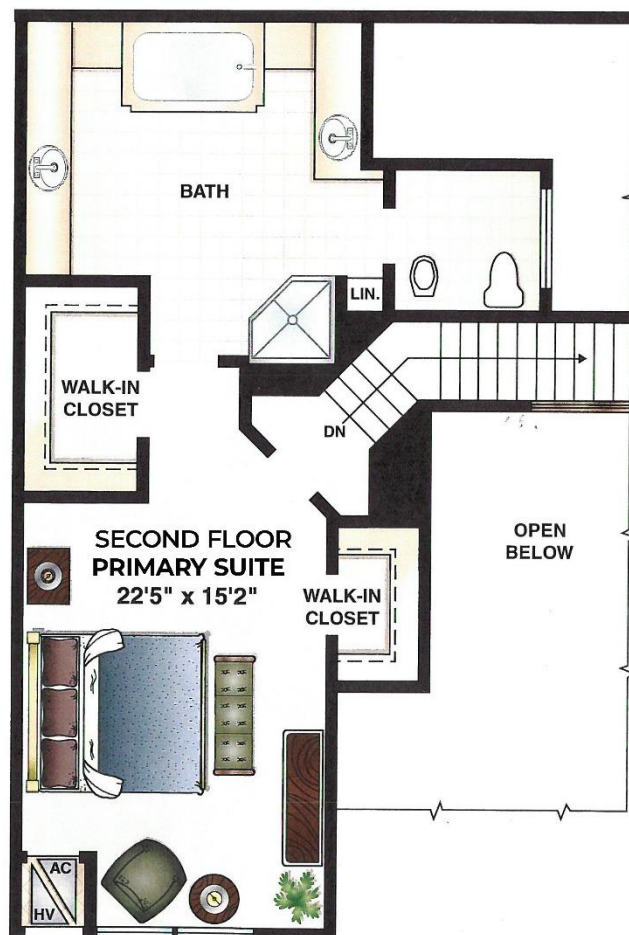 BATH
LIN.
WALK-IN
CLOSET
DN
SECOND FLOOR
PRIMARY SUITE
22'5" x 15'2"
OPEN
BELOW
WALK-IN
CLOSET
AC
HV